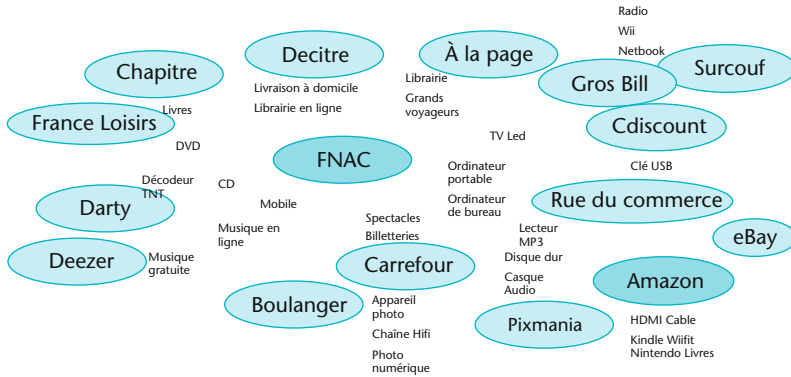 Radio
Wii
Netbook
Decitre
À la page
Surcouf
Chapitre
Gros Bill
Livraison à domicile
Librairie en ligne
Librairie
Grands
voyageurs
Livres
France Loisirs
Cdiscount
DVD
TV Led
FNAC
Clé USB
Ordinateur
portable
Ordinateur
de bureau
Décodeur
TNT
CD
Mobile
Darty
Rue du commerce
Spectacles
Billetteries
Musique en
ligne
Lecteur
MP3
eBay
Deezer
Musique
gratuite
Carrefour
Disque dur
Casque
Audio
Amazon
Boulanger
Appareil
photo
Chaîne Hifi
Photo
numérique
Pixmania
HDMI Cable
Kindle Wiifit
Nintendo Livres